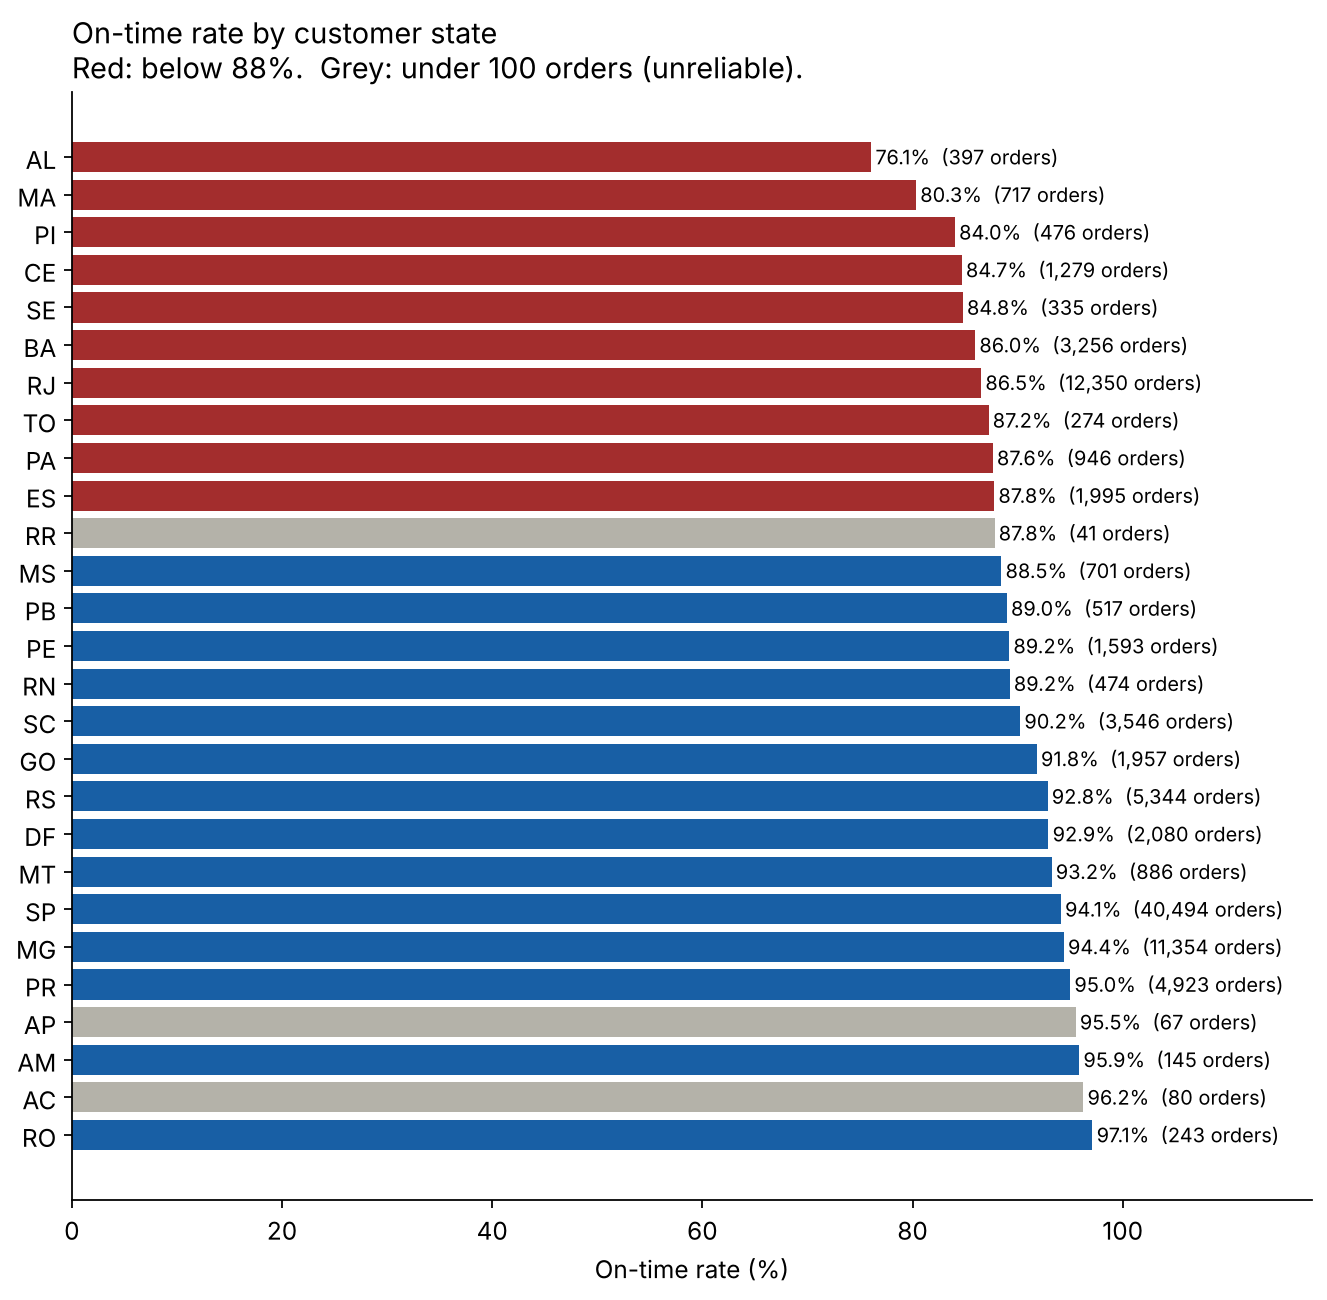 On-time rate by customer state
Red: below 88%.  Grey: under 100 orders (unreliable).
AL 76.1%  (397 orders)
MA 80.3%  (717 orders)
PI 84.0%  (476 orders)
CE 84.7%  (1,279 orders)
SE 84.8%  (335 orders)
BA 86.0%  (3,256 orders)
RJ 86.5%  (12,350 orders)
TO 87.2%  (274 orders)
PA 87.6%  (946 orders)
ES 87.8%  (1,995 orders)
RR 87.8%  (41 orders)
MS 88.5%  (701 orders)
PB 89.0%  (517 orders)
PE 89.2%  (1,593 orders)
RN 89.2%  (474 orders)
SC 90.2%  (3,546 orders)
GO 91.8%  (1,957 orders)
RS 92.8%  (5,344 orders)
DF 92.9%  (2,080 orders)
MT 93.2%  (886 orders)
SP 94.1%  (40,494 orders)
MG 94.4%  (11,354 orders)
PR 95.0%  (4,923 orders)
AP 95.5%  (67 orders)
AM 95.9%  (145 orders)
AC 96.2%  (80 orders)
RO 97.1%  (243 orders)
0 20 40 60 80 100
On-time rate (%)